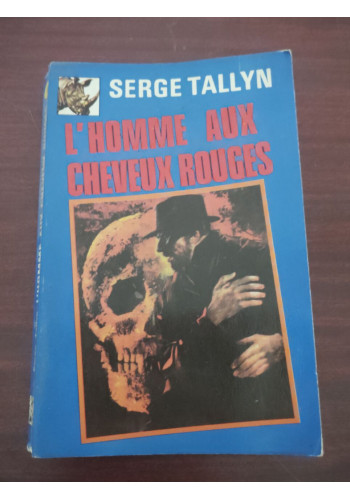 SERGE TALLYN
L'HOMME AUX
CHEVEUX ROUGES